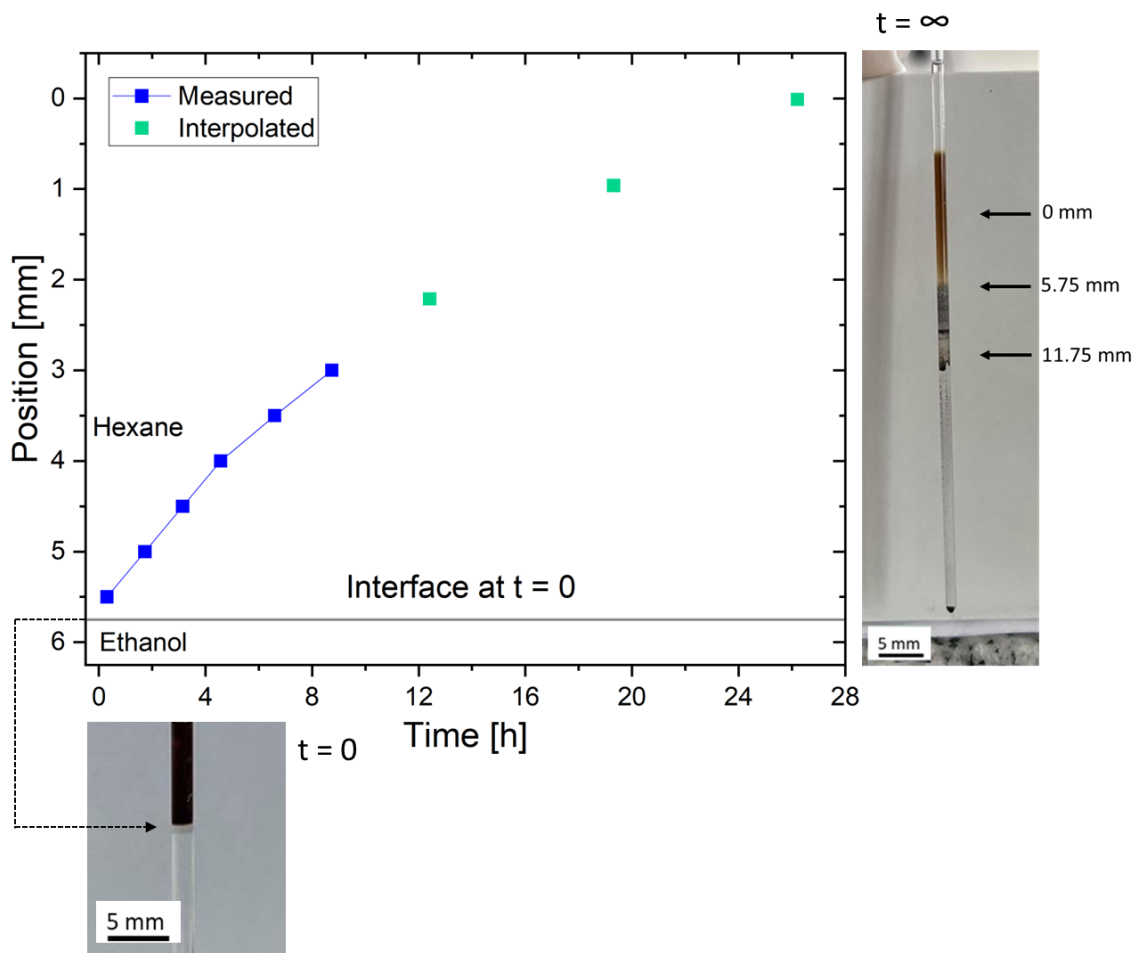 t = ∞
Measured
Interpolated
0
1
2
3
4
5
6
Position [mm]
Hexane
Interface at t = 0
Ethanol
0
4
8
12
16
20
24
28
Time [h]
0 mm
5.75 mm
11.75 mm
5 mm
t = 0
5 mm